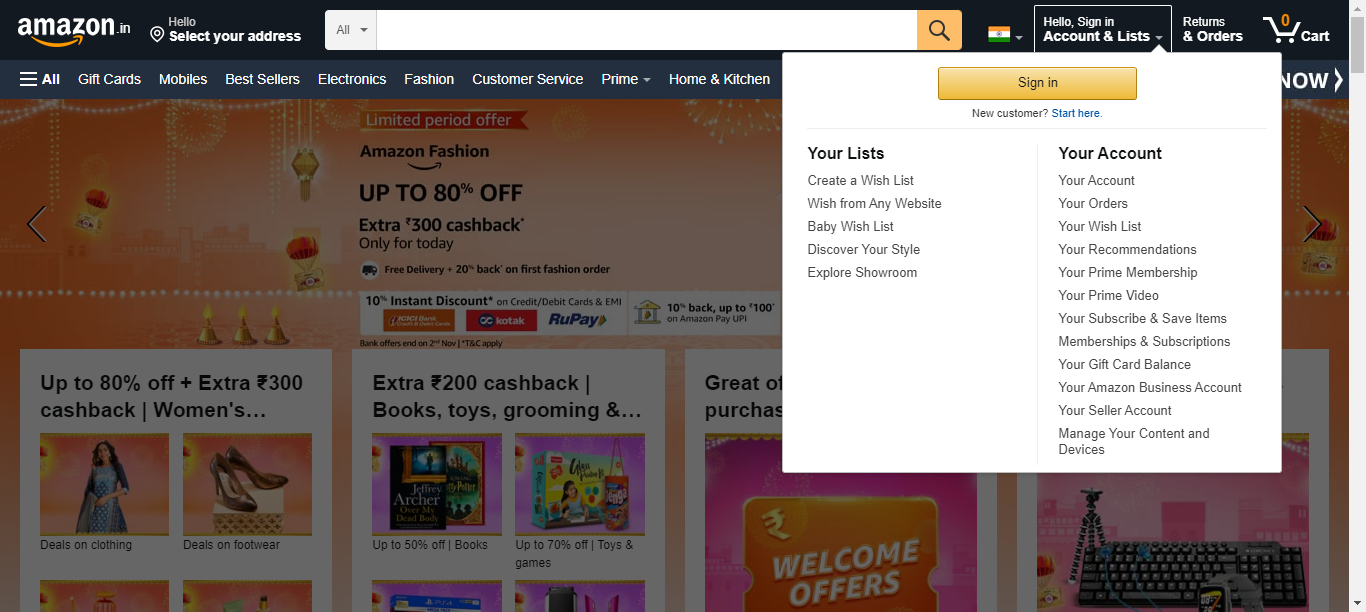 amazon.in
Hello
Select your address
All
Hello, Sign in
Account & Lists
Returns
& Orders
0
Cart
All
Gift Cards
Mobiles
Best Sellers
Electronics
Fashion
Customer Service
Prime
Home & Kitchen
NOW
Sign in
New customer? Start here.
Your Lists
Create a Wish List
Wish from Any Website
Baby Wish List
Discover Your Style
Explore Showroom
Your Account
Your Account
Your Orders
Your Wish List
Your Recommendations
Your Prime Membership
Your Prime Video
Your Subscribe & Save Items
Memberships & Subscriptions
Your Gift Card Balance
Your Amazon Business Account
Your Seller Account
Manage Your Content and
Devices
Limited period offer
Amazon Fashion
UP TO 80% OFF
Extra ₹300 cashback*
Only for today
Free Delivery + 20% back* on first fashion order
10% Instant Discount* on Credit/Debit Cards & EMI
ICICI Bank
Credit & Debit Cards
kotak
RuPay
10% back, up to ₹100*
on Amazon Pay UPI
Bank offers end on 2nd Nov | *T&C apply
Up to 80% off + Extra ₹300
cashback | Women's...
Deals on clothing
Deals on footwear
Extra ₹200 cashback |
Books, toys, grooming &...
Jeffrey
Archer
Over My
Dead Body
Up to 50% off | Books
Jenga
Up to 70% off | Toys &
games
Great of
purchas
₹
WELCOME
OFFERS